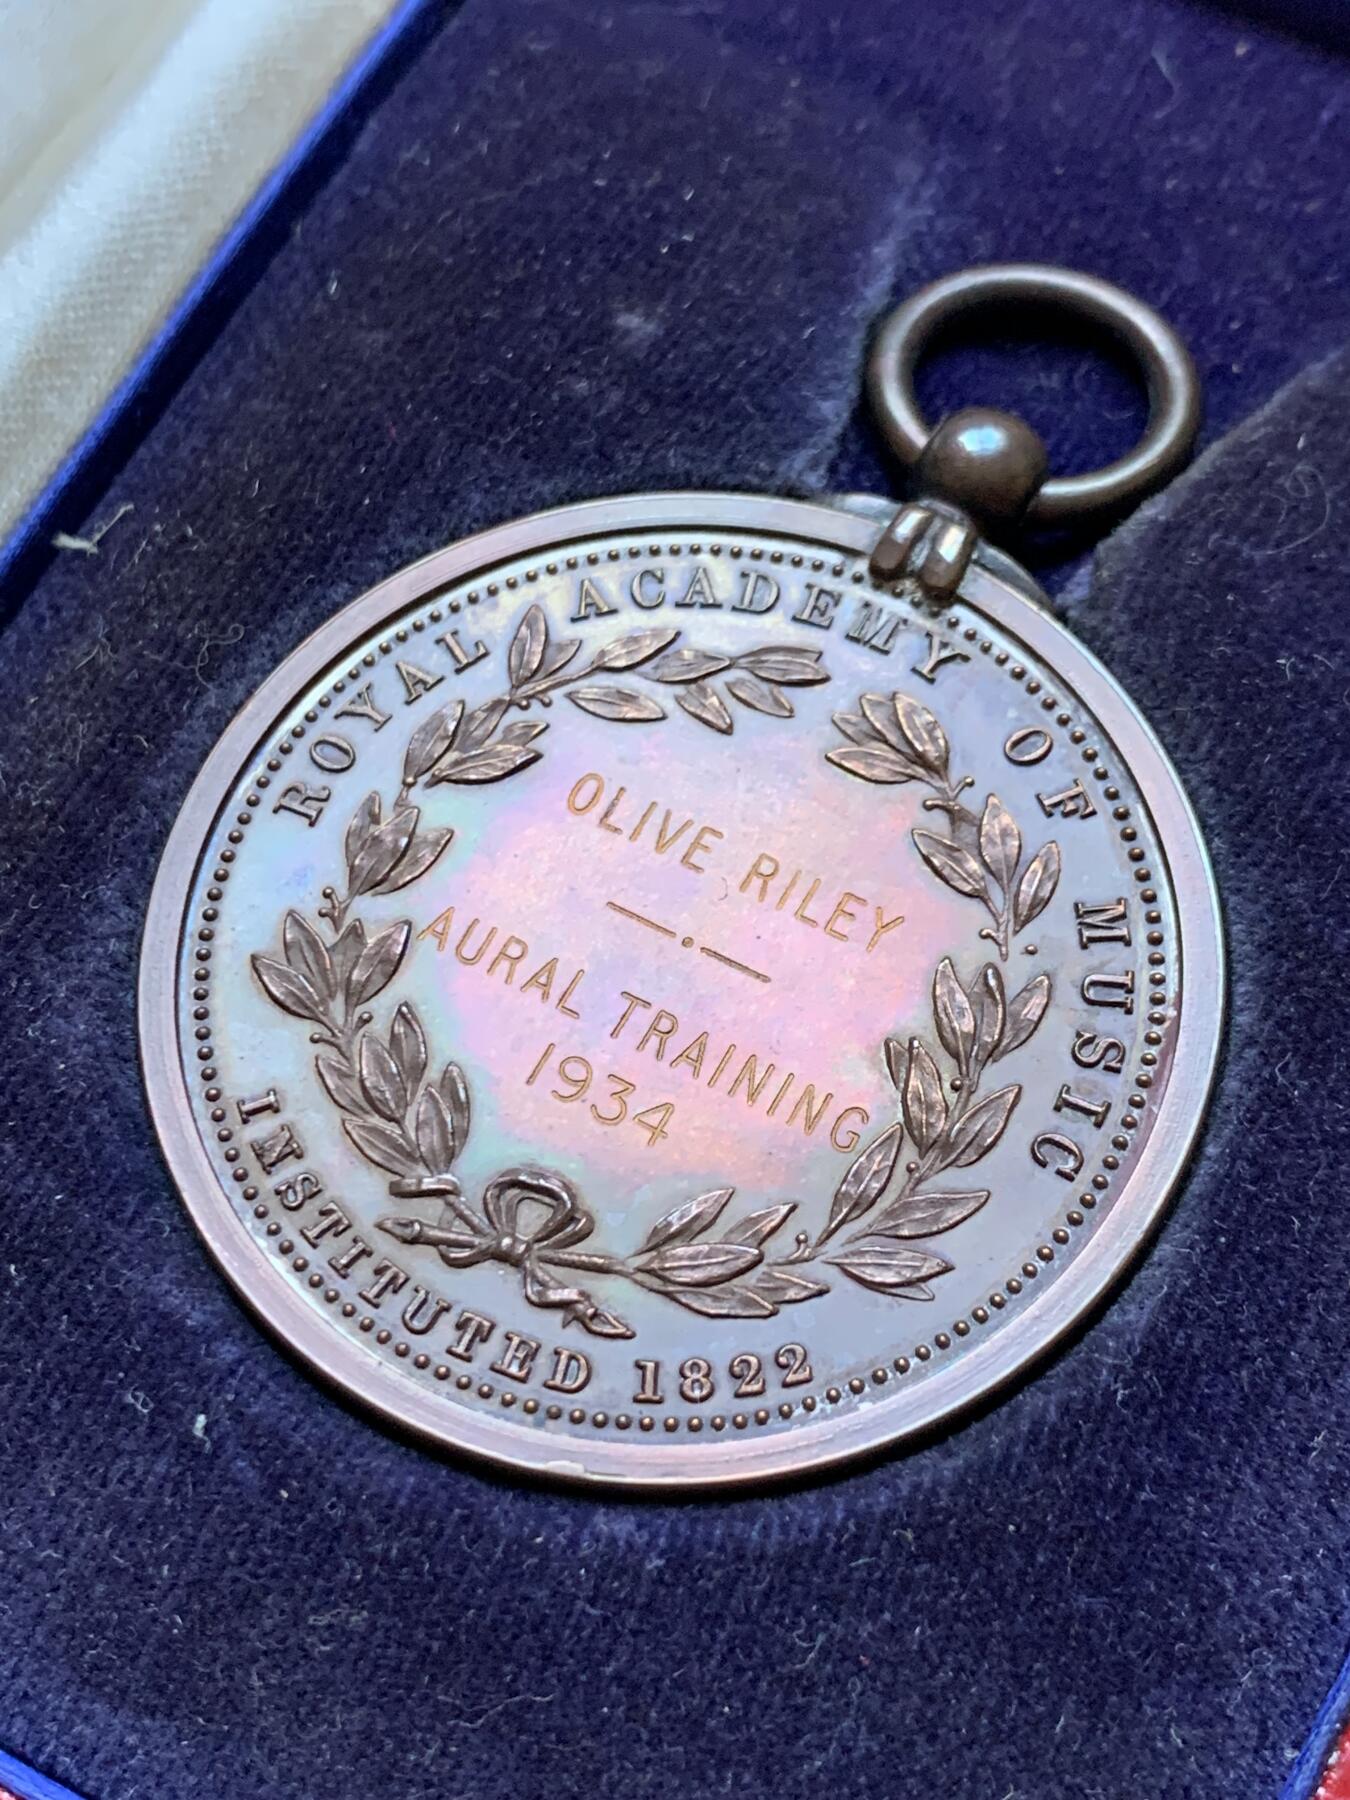 ROYAL ACADEMY OF MUSIC
OLIVE RILEY
AURAL TRAINING
1934
INSTITUTED 1822